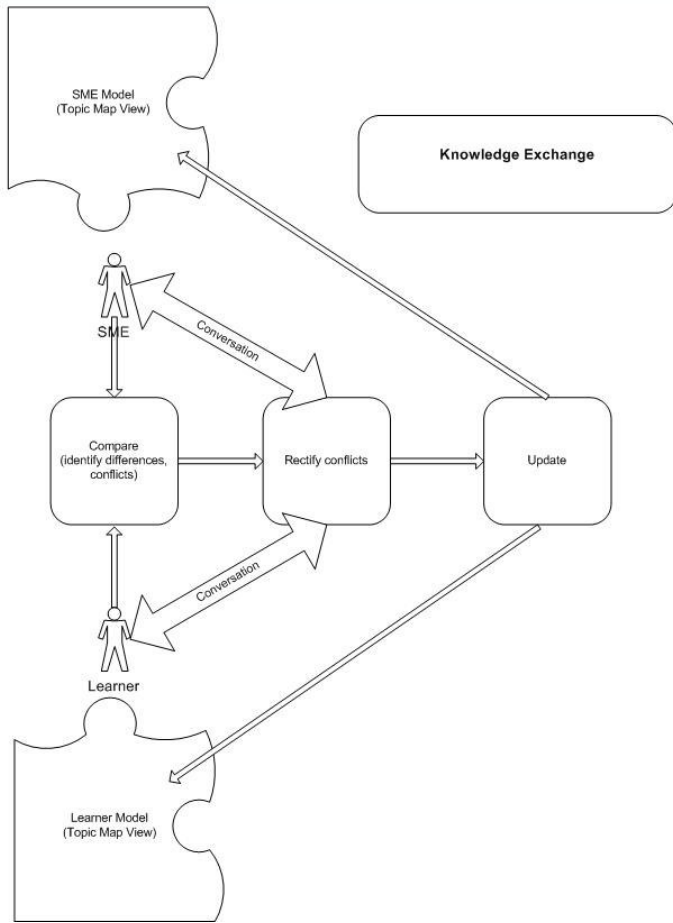 SME Model
(Topic Map View)
Knowledge Exchange
SME
Conversation
Compare
(identify differences,
conflicts)
Rectify conflicts
Update
Conversation
Learner
Learner Model
(Topic Map View)